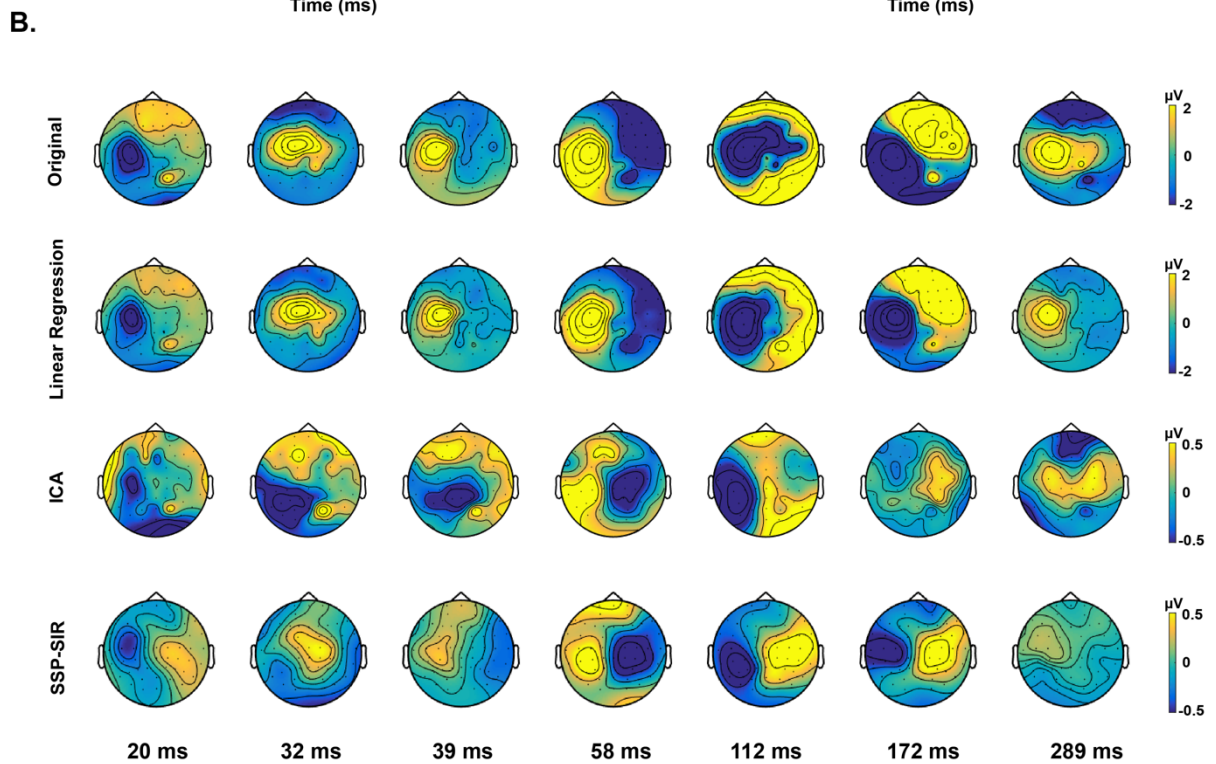 Time (ms) Time (ms)
B.
Original
µV
2
0
-2
Linear Regression
µV
2
0
-2
ICA
µV
0.5
0
-0.5
SSP-SIR
µV
0.5
0
-0.5
20 ms 32 ms 39 ms 58 ms 112 ms 172 ms 289 ms